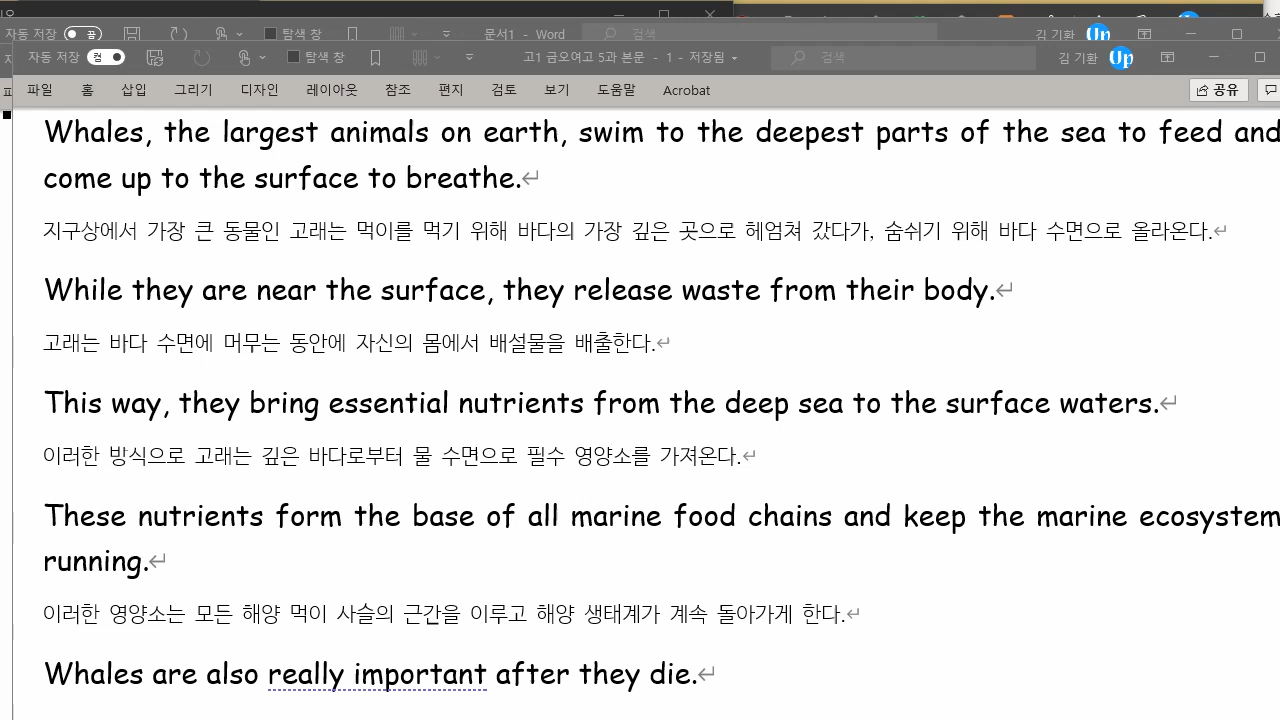 자동 저장 끔 탐색 창 문서1 - Word 검색 김 기환 Up
자동 저장 컴 탐색 창 고1 금오여고 5과 본문 - 1 - 저장됨 검색 김 기환 Up
파일 홈 삽입 그리기 디자인 레이아웃 참조 편지 검토 보기 도움말 Acrobat 공유
Whales, the largest animals on earth, swim to the deepest parts of the sea to feed and
come up to the surface to breathe.↵
지구상에서 가장 큰 동물인 고래는 먹이를 먹기 위해 바다의 가장 깊은 곳으로 헤엄쳐 갔다가, 숨쉬기 위해 바다 수면으로 올라온다.↵
While they are near the surface, they release waste from their body.↵
고래는 바다 수면에 머무는 동안에 자신의 몸에서 배설물을 배출한다.↵
This way, they bring essential nutrients from the deep sea to the surface waters.↵
이러한 방식으로 고래는 깊은 바다로부터 물 수면으로 필수 영양소를 가져온다.↵
These nutrients form the base of all marine food chains and keep the marine ecosystem
running.↵
이러한 영양소는 모든 해양 먹이 사슬의 근간을 이루고 해양 생태계가 계속 돌아가게 한다.↵
Whales are also really important after they die.↵